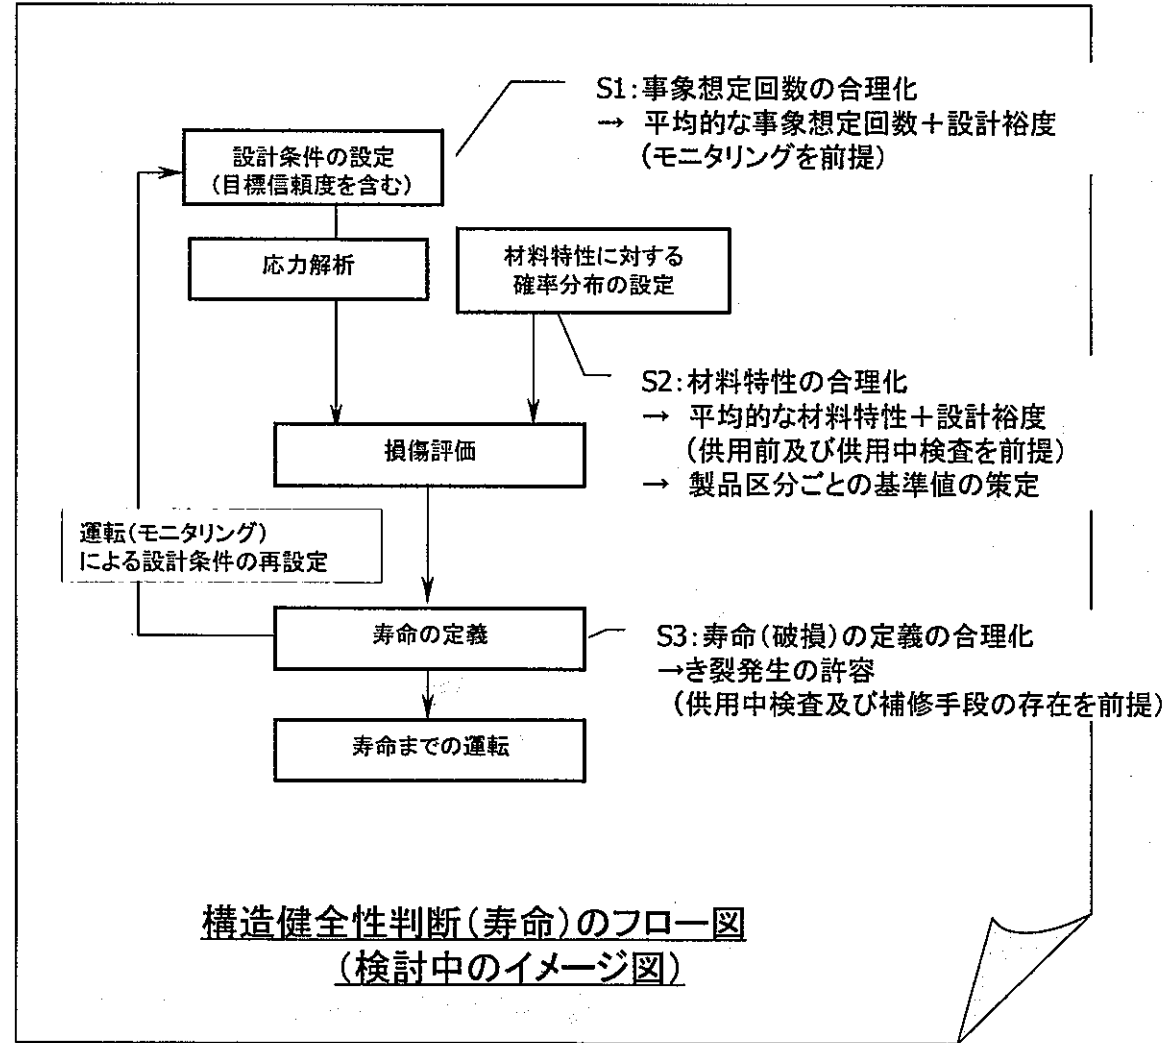 S1:事象想定回数の合理化
→ 平均的な事象想定回数+設計裕度
(モニタリングを前提)
設計条件の設定
(目標信頼度を含む)
応力解析
材料特性に対する
確率分布の設定
S2:材料特性の合理化
→ 平均的な材料特性+設計裕度
(供用前及び供用中検査を前提)
→ 製品区分ごとの基準値の策定
損傷評価
運転(モニタリング)
による設計条件の再設定
寿命の定義
S3:寿命(破損)の定義の合理化
→き裂発生の許容
(供用中検査及び補修手段の存在を前提)
寿命までの運転
構造健全性判断(寿命)のフロー図
(検討中のイメージ図)